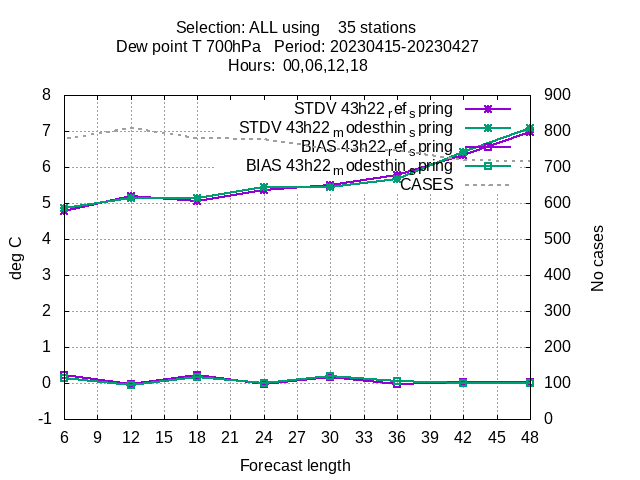 Selection: ALL using    35 stations
Dew point T 700hPa   Period: 20230415-20230427
Hours:  00,06,12,18
8 900
STDV 43h22_ref_spring
STDV 43h22_modesthin_spring
7 800
BIAS 43h22_ref_spring
BIAS 43h22_modesthin_spring
6 700
CASES
5 600
4 500
deg C
No cases
3 400
2 300
1 200
0 100
-1 0
6 9 12 15 18 21 24 27 30 33 36 39 42 45 48
Forecast length